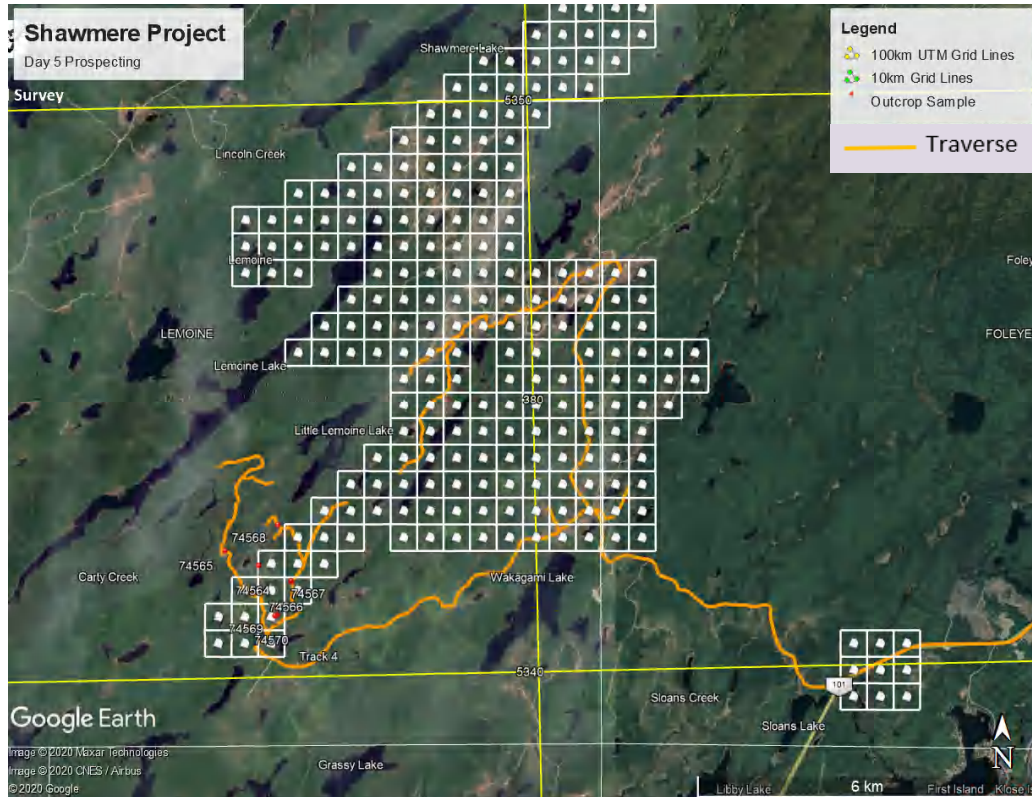 Shawmere Project
Day 5 Prospecting
Survey
Legend
100km UTM Grid Lines
10km Grid Lines
Outcrop Sample
Traverse
Shawmere Lake
5350
Lincoln Creek
Lemoine
Foley
LEMOINE
FOLEYE
Lemoine Lake
380
Little Lemoine Lake
74568
74565
Carty Creek
74564
74567
74566
74569
74570
Wakagami Lake
Track 4
5340
101
Sloans Creek
Sloans Lake
Google Earth
Image © 2020 Maxar Technologies
Image © 2020 CNES / Airbus
© 2020 Google
Grassy Lake
N
6 km
Libby Lake
First Island